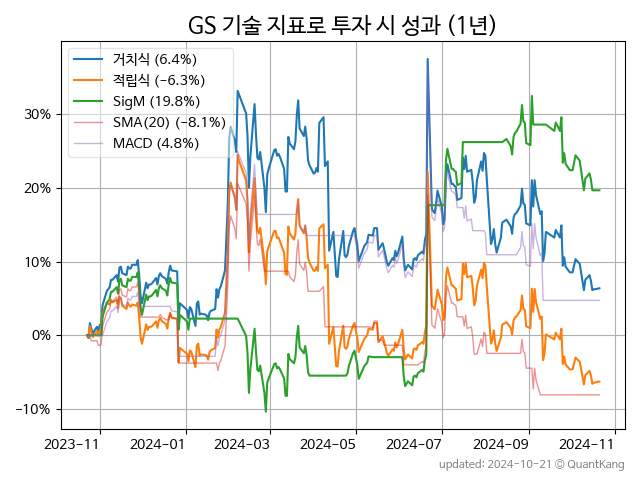 GS 기술 지표로 투자 시 성과 (1년)
거치식 (6.4%)
적립식 (−6.3%)
SigM (19.8%)
SMA(20) (−8.1%)
MACD (4.8%)
30%
20%
10%
0%
−10%
2023-11 2024-01 2024-03 2024-05 2024-07 2024-09 2024-11
updated: 2024-10-21 © QuantKang